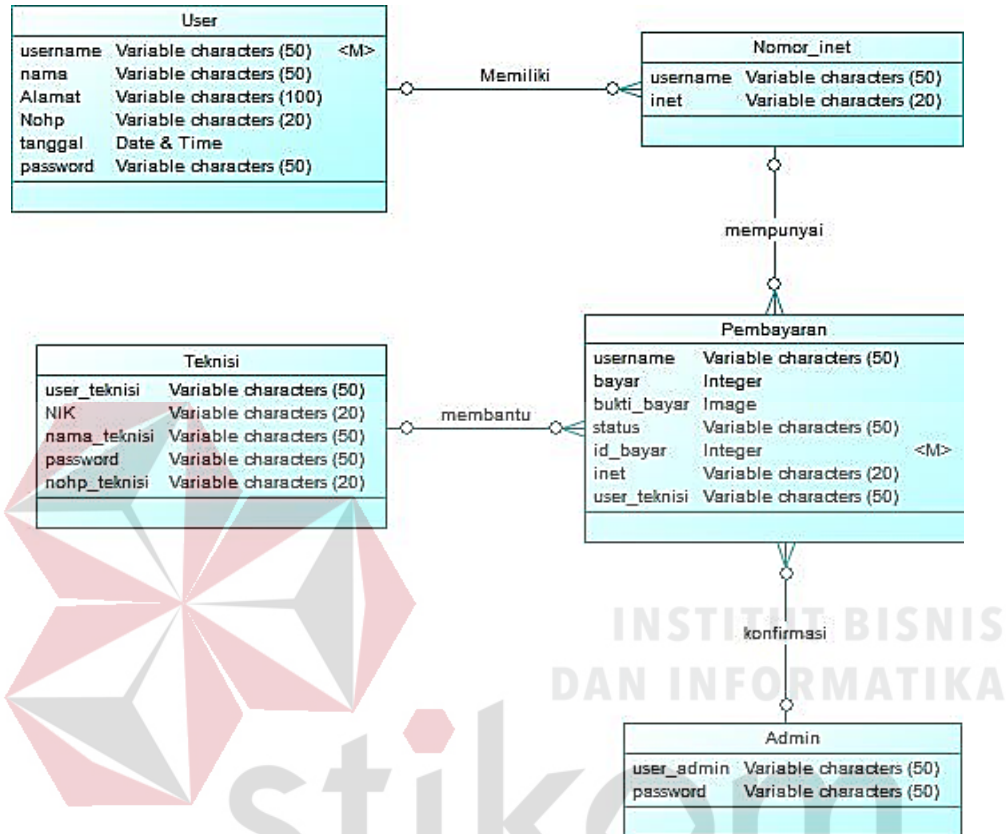 User
username Variable characters (50) <M>
nama Variable characters (50)
Alamat Variable characters (100)
Nohp Variable characters (20)
tanggal Date & Time
password Variable characters (50)
Memiliki
Nomor_inet
username Variable characters (50)
inet Variable characters (20)
mempunyai
Teknisi
user_teknisi Variable characters (50)
NIK Variable characters (20)
nama_teknisi Variable characters (50)
password Variable characters (50)
nohp_teknisi Variable characters (20)
membantu
Pembayaran
username Variable characters (50)
bayar Integer
bukti_bayar Image
status Variable characters (50)
id_bayar Integer <M>
inet Variable characters (20)
user_teknisi Variable characters (50)
konfirmasi
INSTITUT BISNIS
DAN INFORMATIKA
stikom
Admin
user_admin Variable characters (50)
password Variable characters (50)